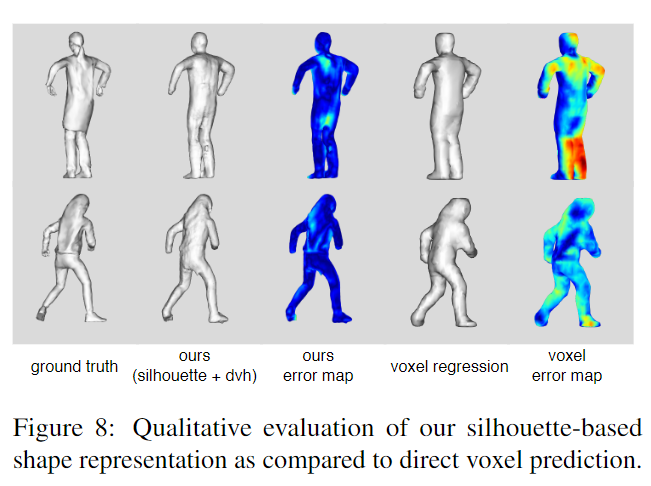 ground truth
ours
(silhouette + dvh)
ours
error map
voxel regression
voxel
error map
Figure 8: Qualitative evaluation of our silhouette-based
shape representation as compared to direct voxel prediction.